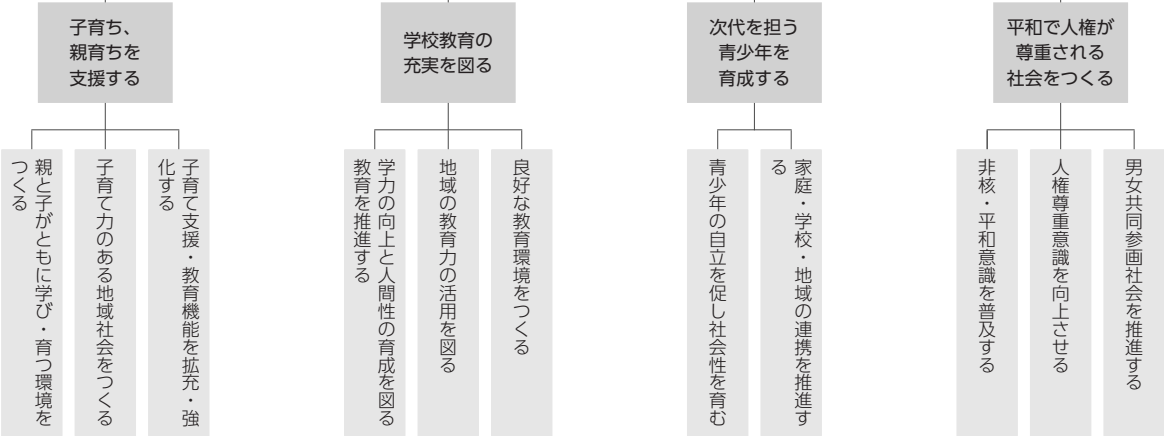 子育ち、
親育ちを
支援する
親と子がともに学び・育つ環境を
つくる
子育て力のある地域社会をつくる
子育て支援・教育機能を拡充・強
化する
学校教育の
充実を図る
学力の向上と人間性の育成を図る
教育を推進する
地域の教育力の活用を図る
良好な教育環境をつくる
次代を担う
青少年を
育成する
青少年の自立を促し社会性を育む
家庭・学校・地域の連携を推進す
る
平和で人権が
尊重される
社会をつくる
非核・平和意識を普及する
人権尊重意識を向上させる
男女共同参画社会を推進する